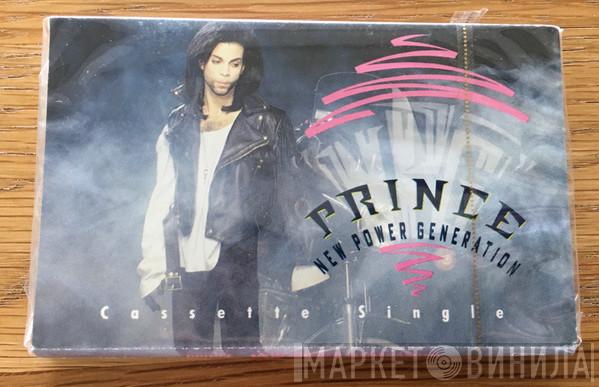 PRINCE
NEW POWER GENERATION
Cassette Single
МАРКЕТ ВИНИЛА